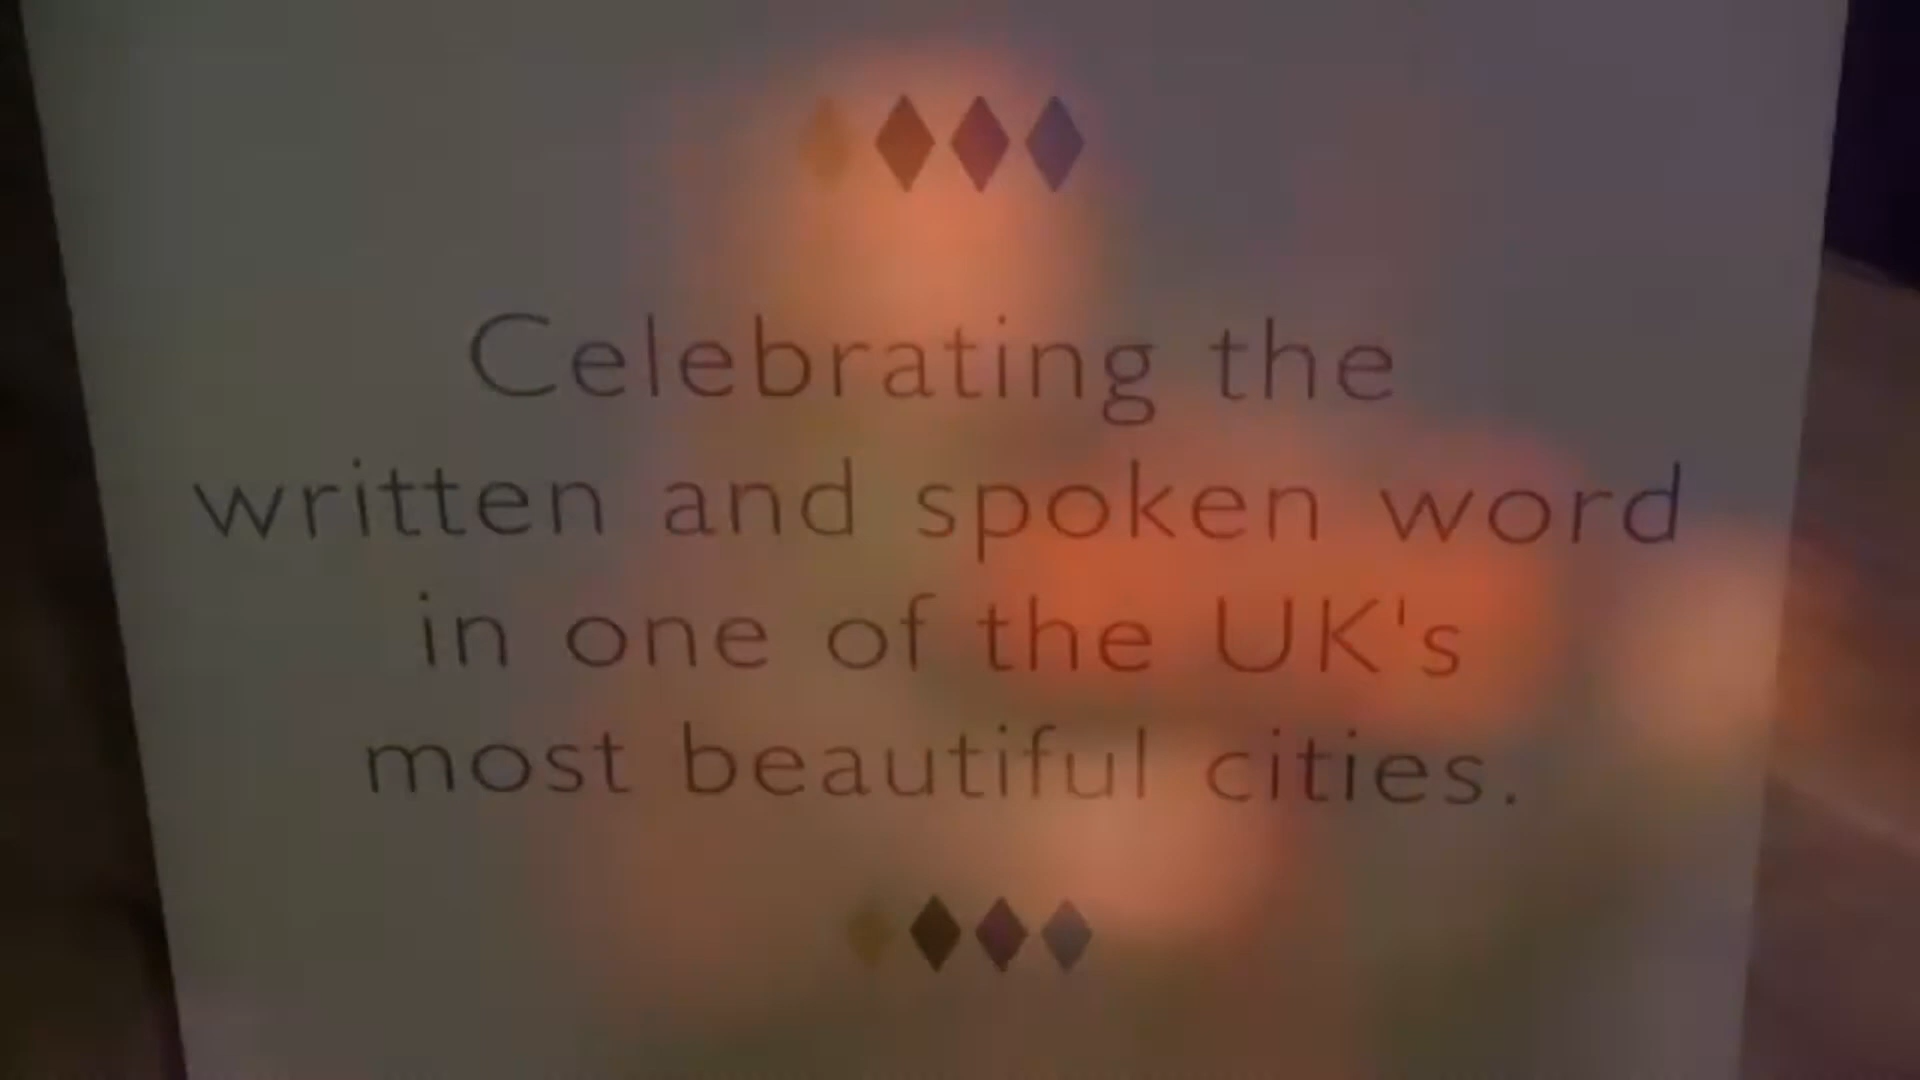 Celebrating the
written and spoken word
in one of the UK's
most beautiful cities.